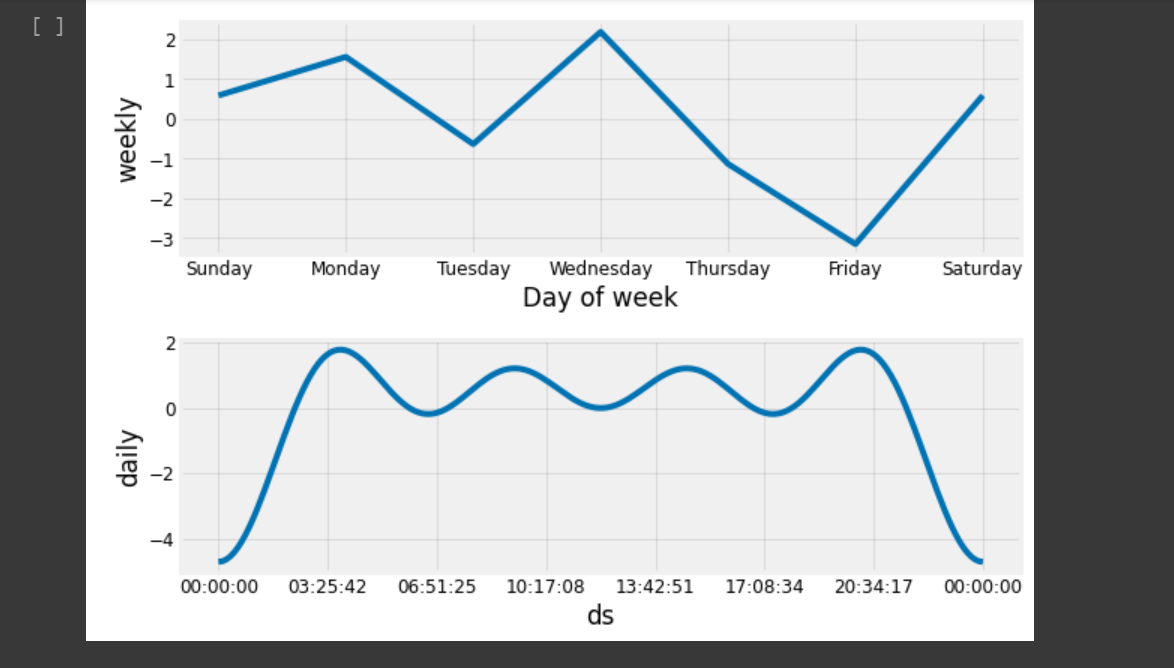 [ ]
weekly
2
1
0
−1
−2
−3
Sunday Monday Tuesday Wednesday Thursday Friday Saturday
Day of week
daily
2
0
−2
−4
00:00:00 03:25:42 06:51:25 10:17:08 13:42:51 17:08:34 20:34:17 00:00:00
ds